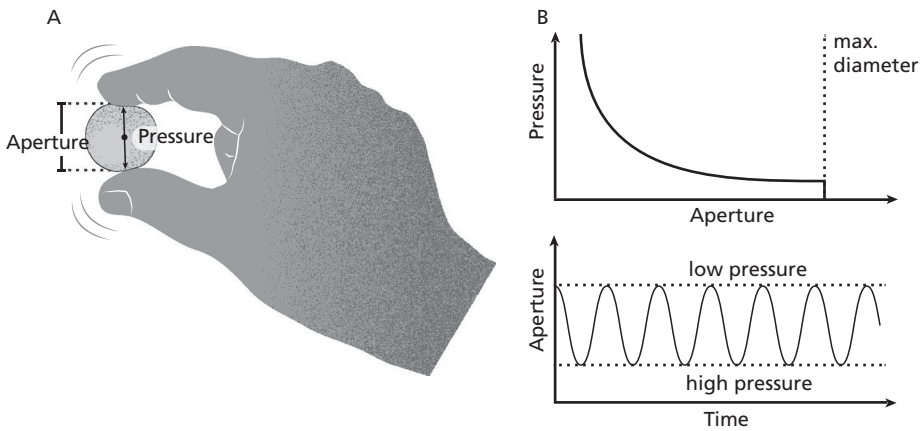 A
Aperture
Pressure
B
Pressure
max.
diameter
Aperture
Aperture
low pressure
high pressure
Time